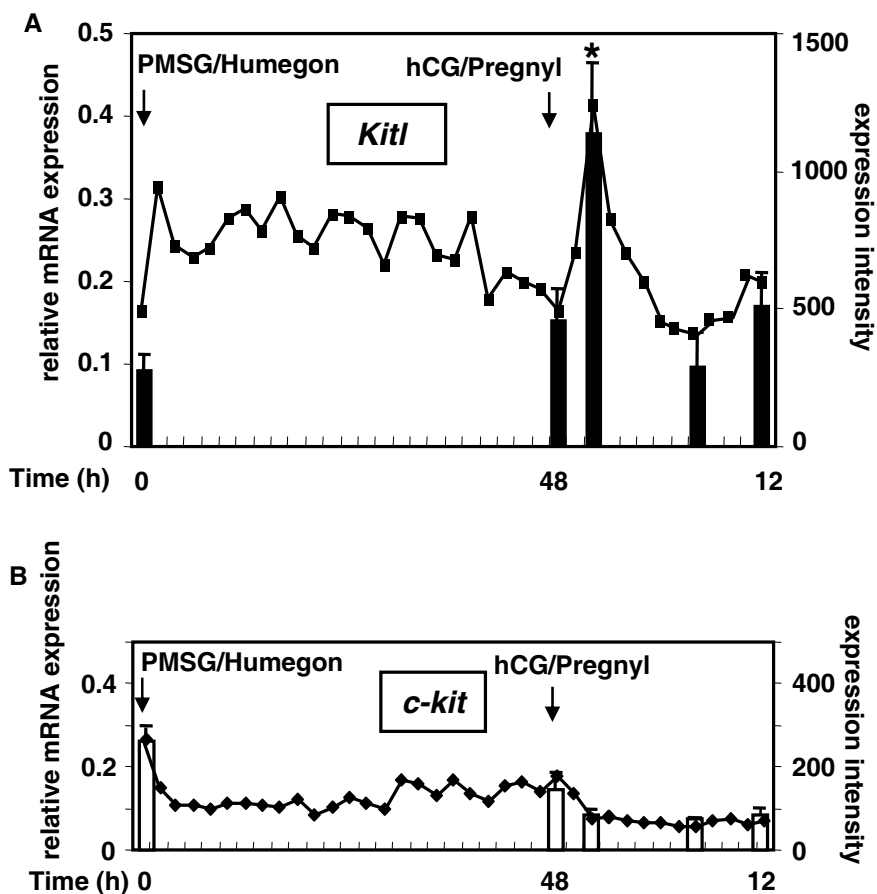 A
PMSG/Humegon
hCG/Pregnyl
*
Kitl
relative mRNA expression
0.5
0.4
0.3
0.2
0.1
0
expression intensity
1500
1000
500
0
Time (h) 0 48 12
B
PMSG/Humegon
hCG/Pregnyl
c-kit
relative mRNA expression
0.4
0.2
0
expression intensity
400
200
0
Time (h) 0 48 12